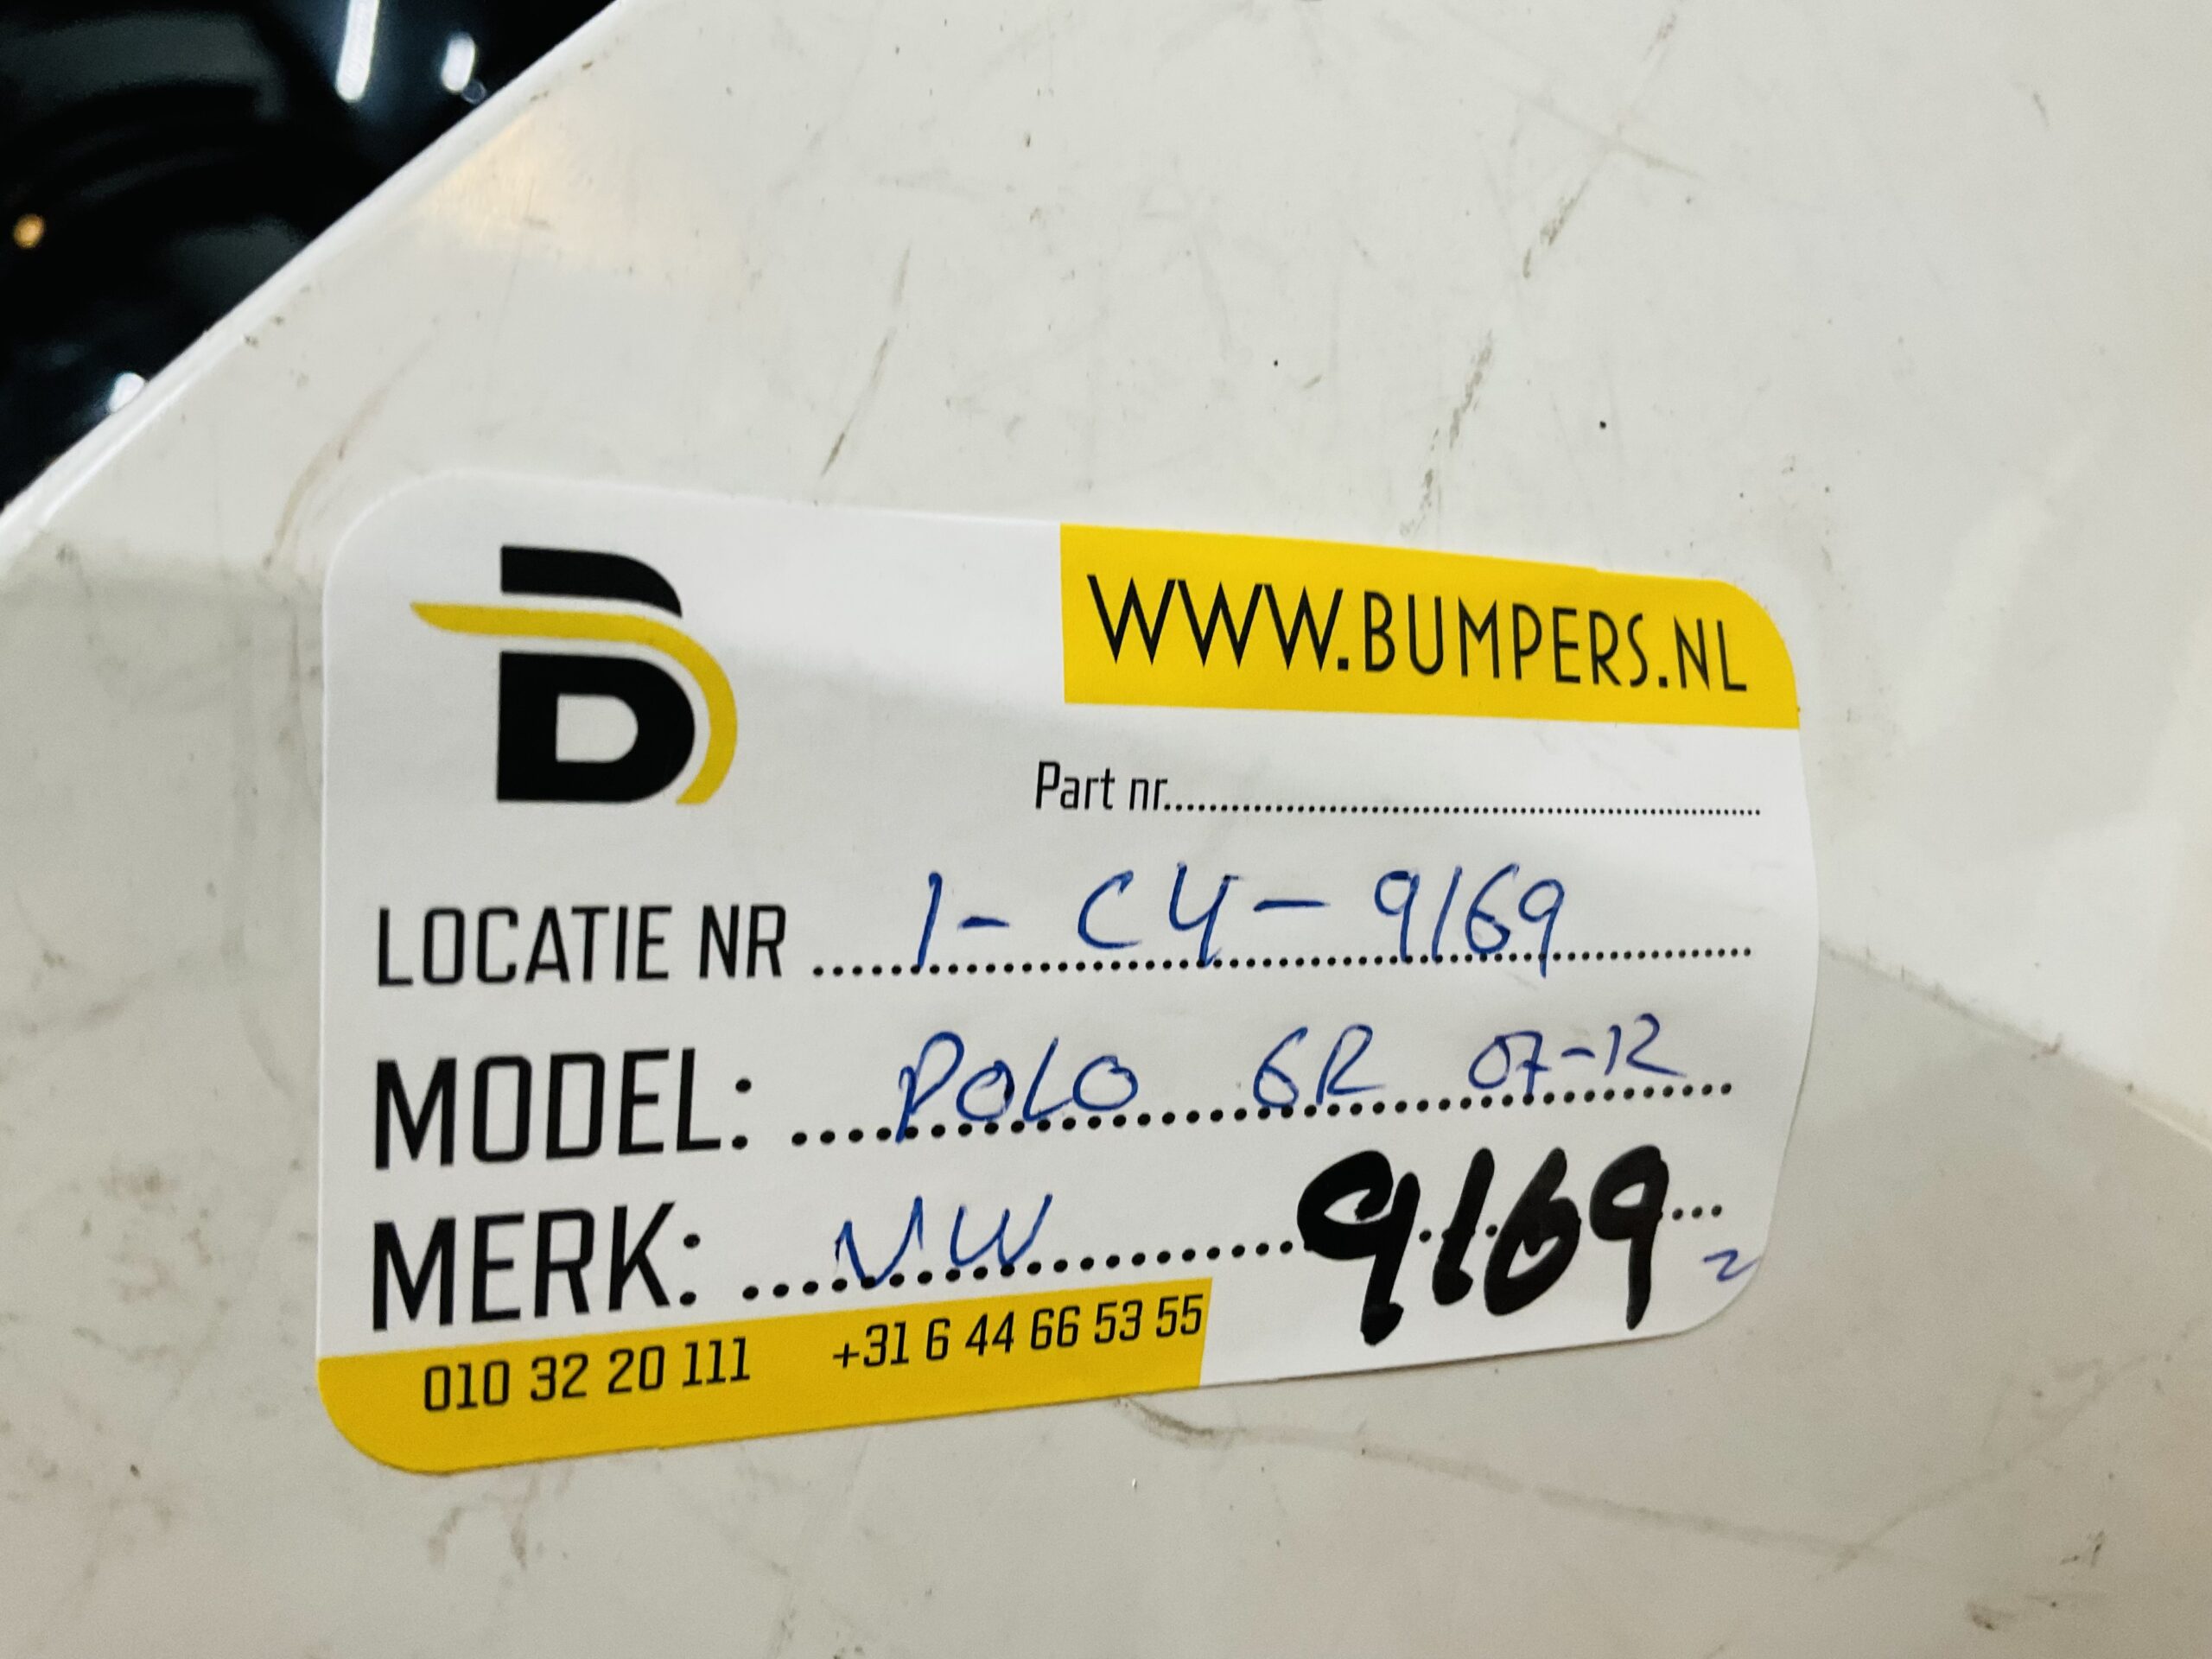 WWW.BUMPERS.NL
Part nr.
LOCATIE NR 1 - C4 - 9169
MODEL: POLO 6R 07-12
MERK: VW 9169
010 32 20 111 +31 6 44 66 53 55